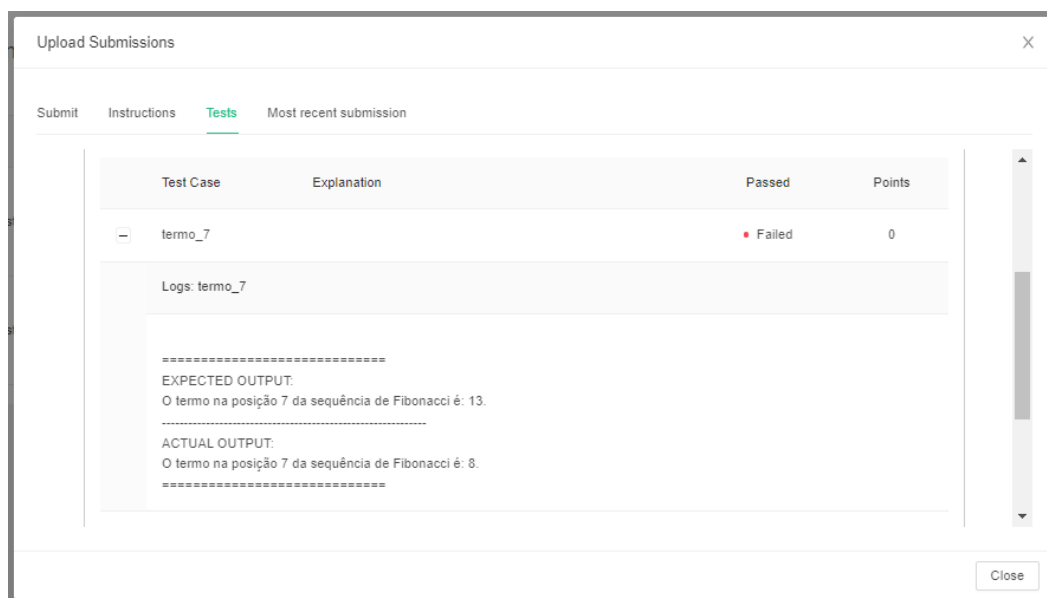 Upload Submissions
Submit Instructions Tests Most recent submission
Test Case Explanation Passed Points
termo_7 Failed 0
Logs: termo_7
=============================
EXPECTED OUTPUT:
O termo na posição 7 da sequência de Fibonacci é: 13.
------------------------------------------------------------
ACTUAL OUTPUT:
O termo na posição 7 da sequência de Fibonacci é: 8.
=============================
Close